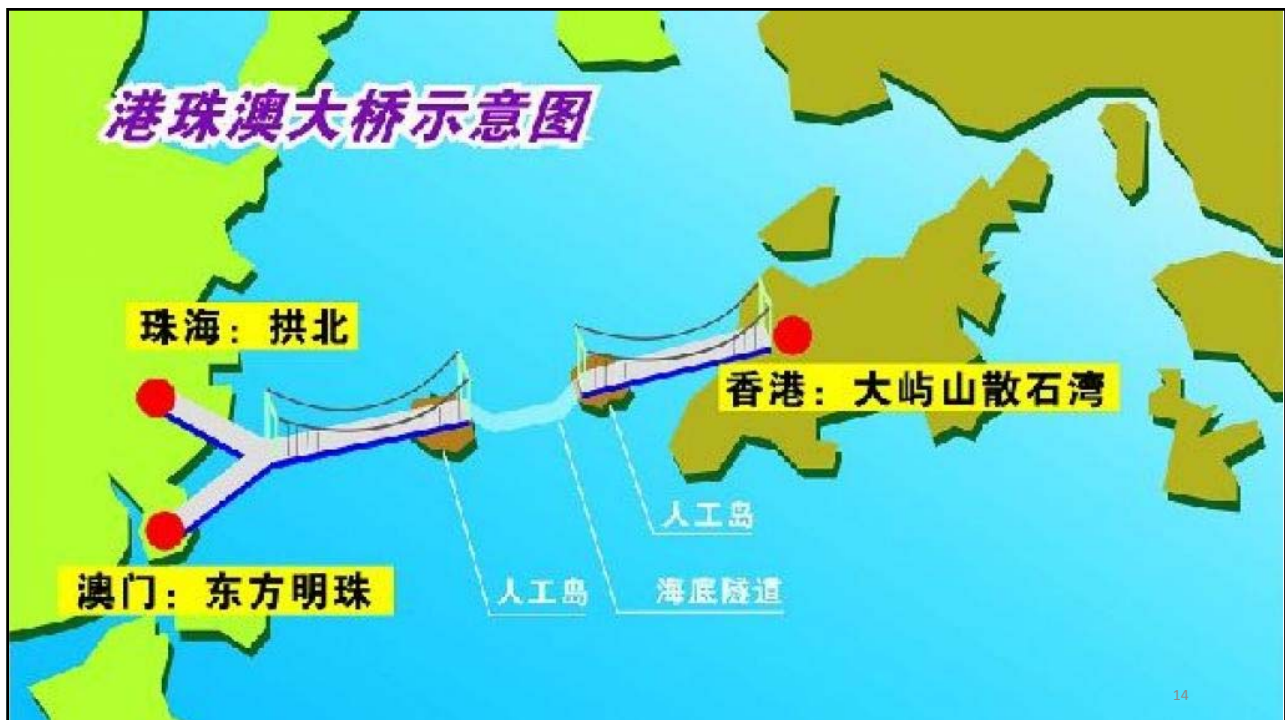 港珠澳大桥示意图
珠海：拱北
香港：大屿山散石湾
人工岛
人工岛
海底隧道
澳门：东方明珠
14